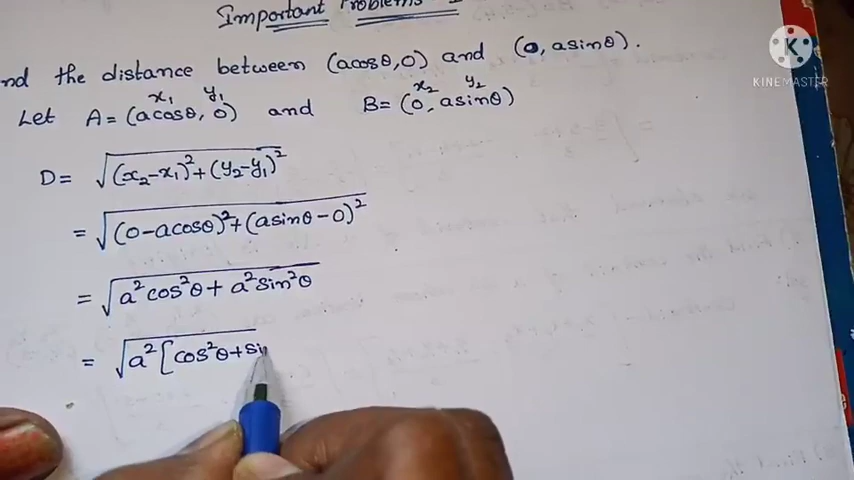 Important Problems
nd the distance between (acosθ,0) and (0, asinθ).
x₁ y₁ x₂ y₂
Let A= (acosθ, 0) and B= (0, asinθ)
D= √(x₂-x₁)²+(y₂-y₁)²
= √(0-acosθ)²+(asinθ-0)²
= √a²cos²θ+a²sin²θ
= √a²[cos²θ+si
K
KINEMASTER